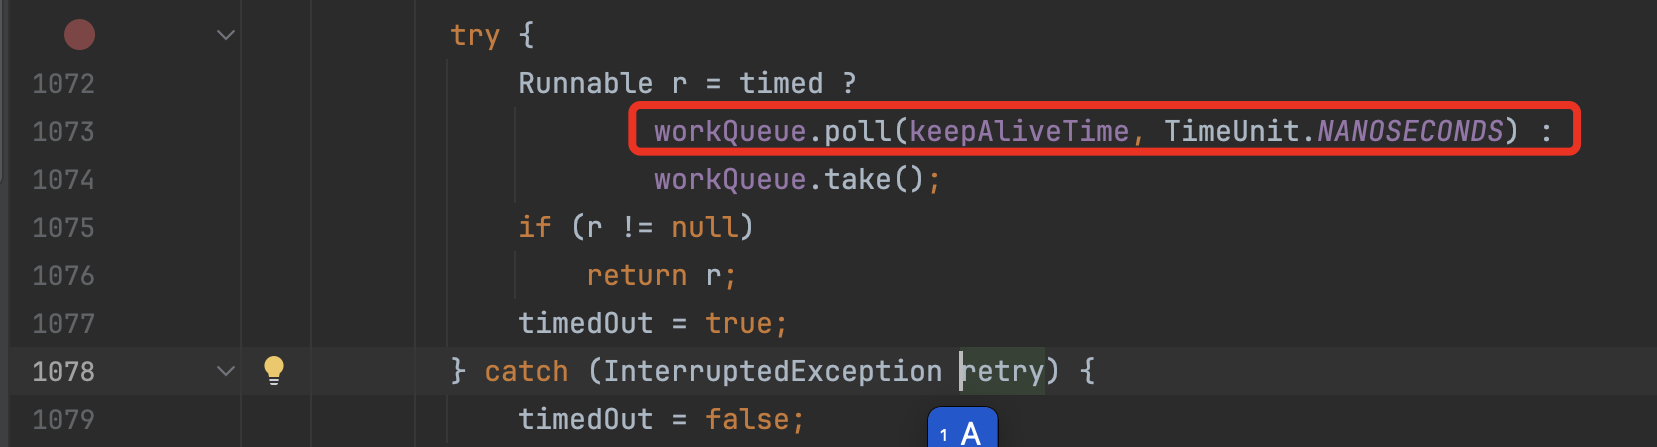 try {
1072 Runnable r = timed ?
1073 workQueue.poll(keepAliveTime, TimeUnit.NANOSECONDS) :
1074 workQueue.take();
1075 if (r != null)
1076 return r;
1077 timedOut = true;
1078 } catch (InterruptedException retry) {
1079 timedOut = false;
1 A